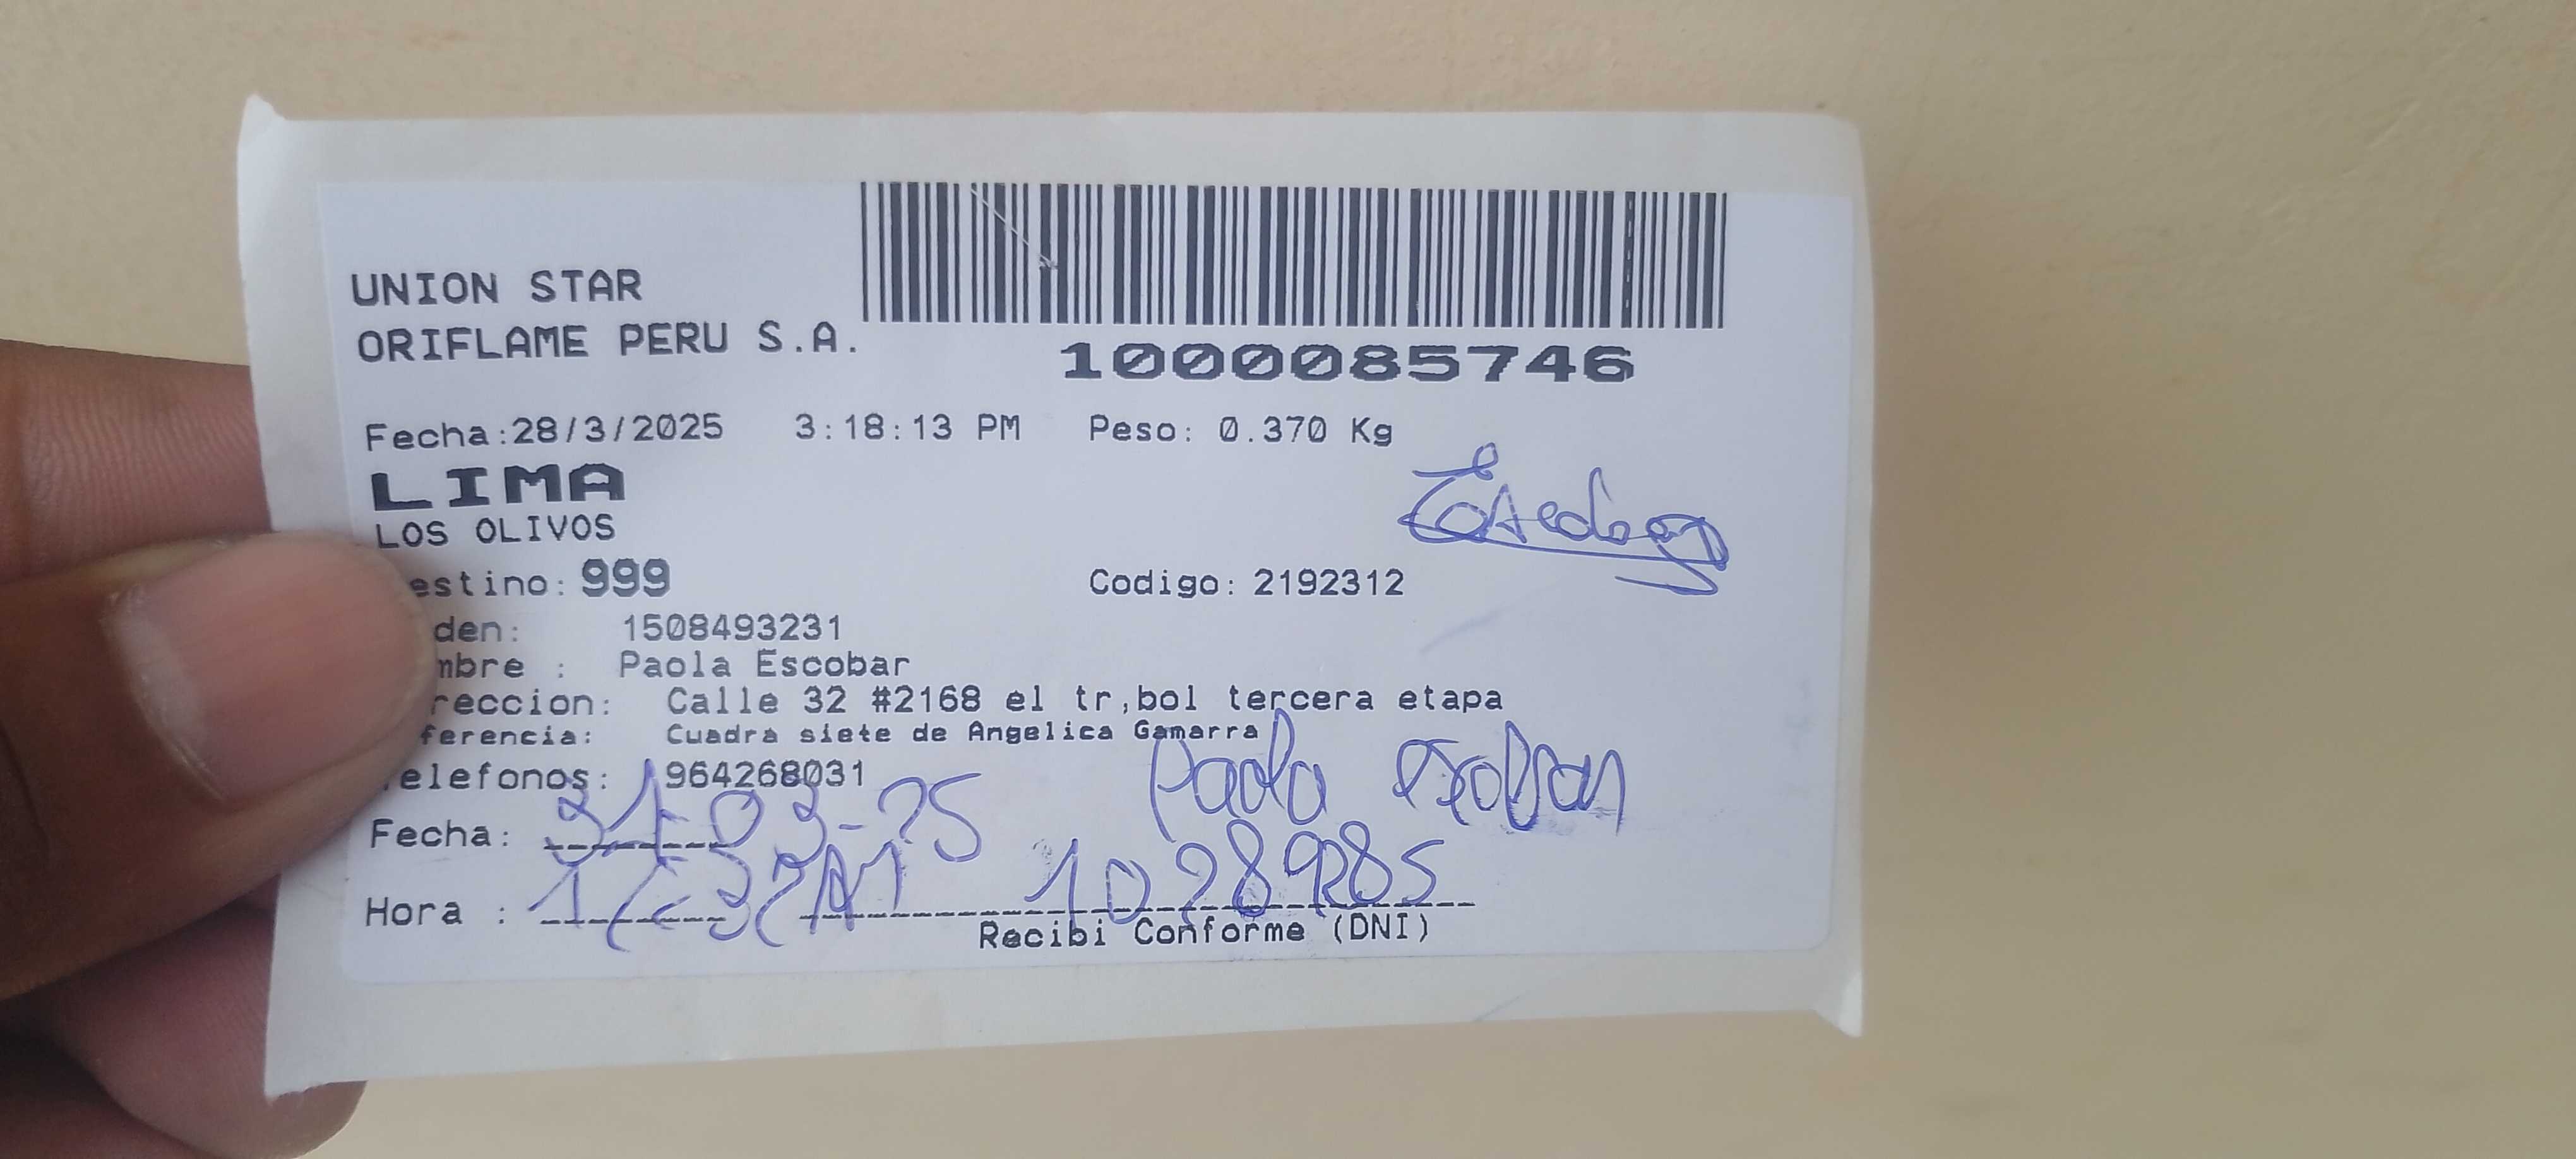 UNION STAR
ORIFLAME PERU S.A.
1000085746
Fecha:28/3/2025 3:18:13 PM Peso: 0.370 Kg
LIMA
LOS OLIVOS
estino: 999 Codigo: 2192312
den: 1508493231
mbre : Paola Escobar
reccion: Calle 32 #2168 el tr,bol tercera etapa
ferencia: Cuadra siete de Angelica Gamarra
elefonos: 964268031
Paola Escobar
Fecha: 31-03-25
Hora : 10289285
Recibi Conforme (DNI)